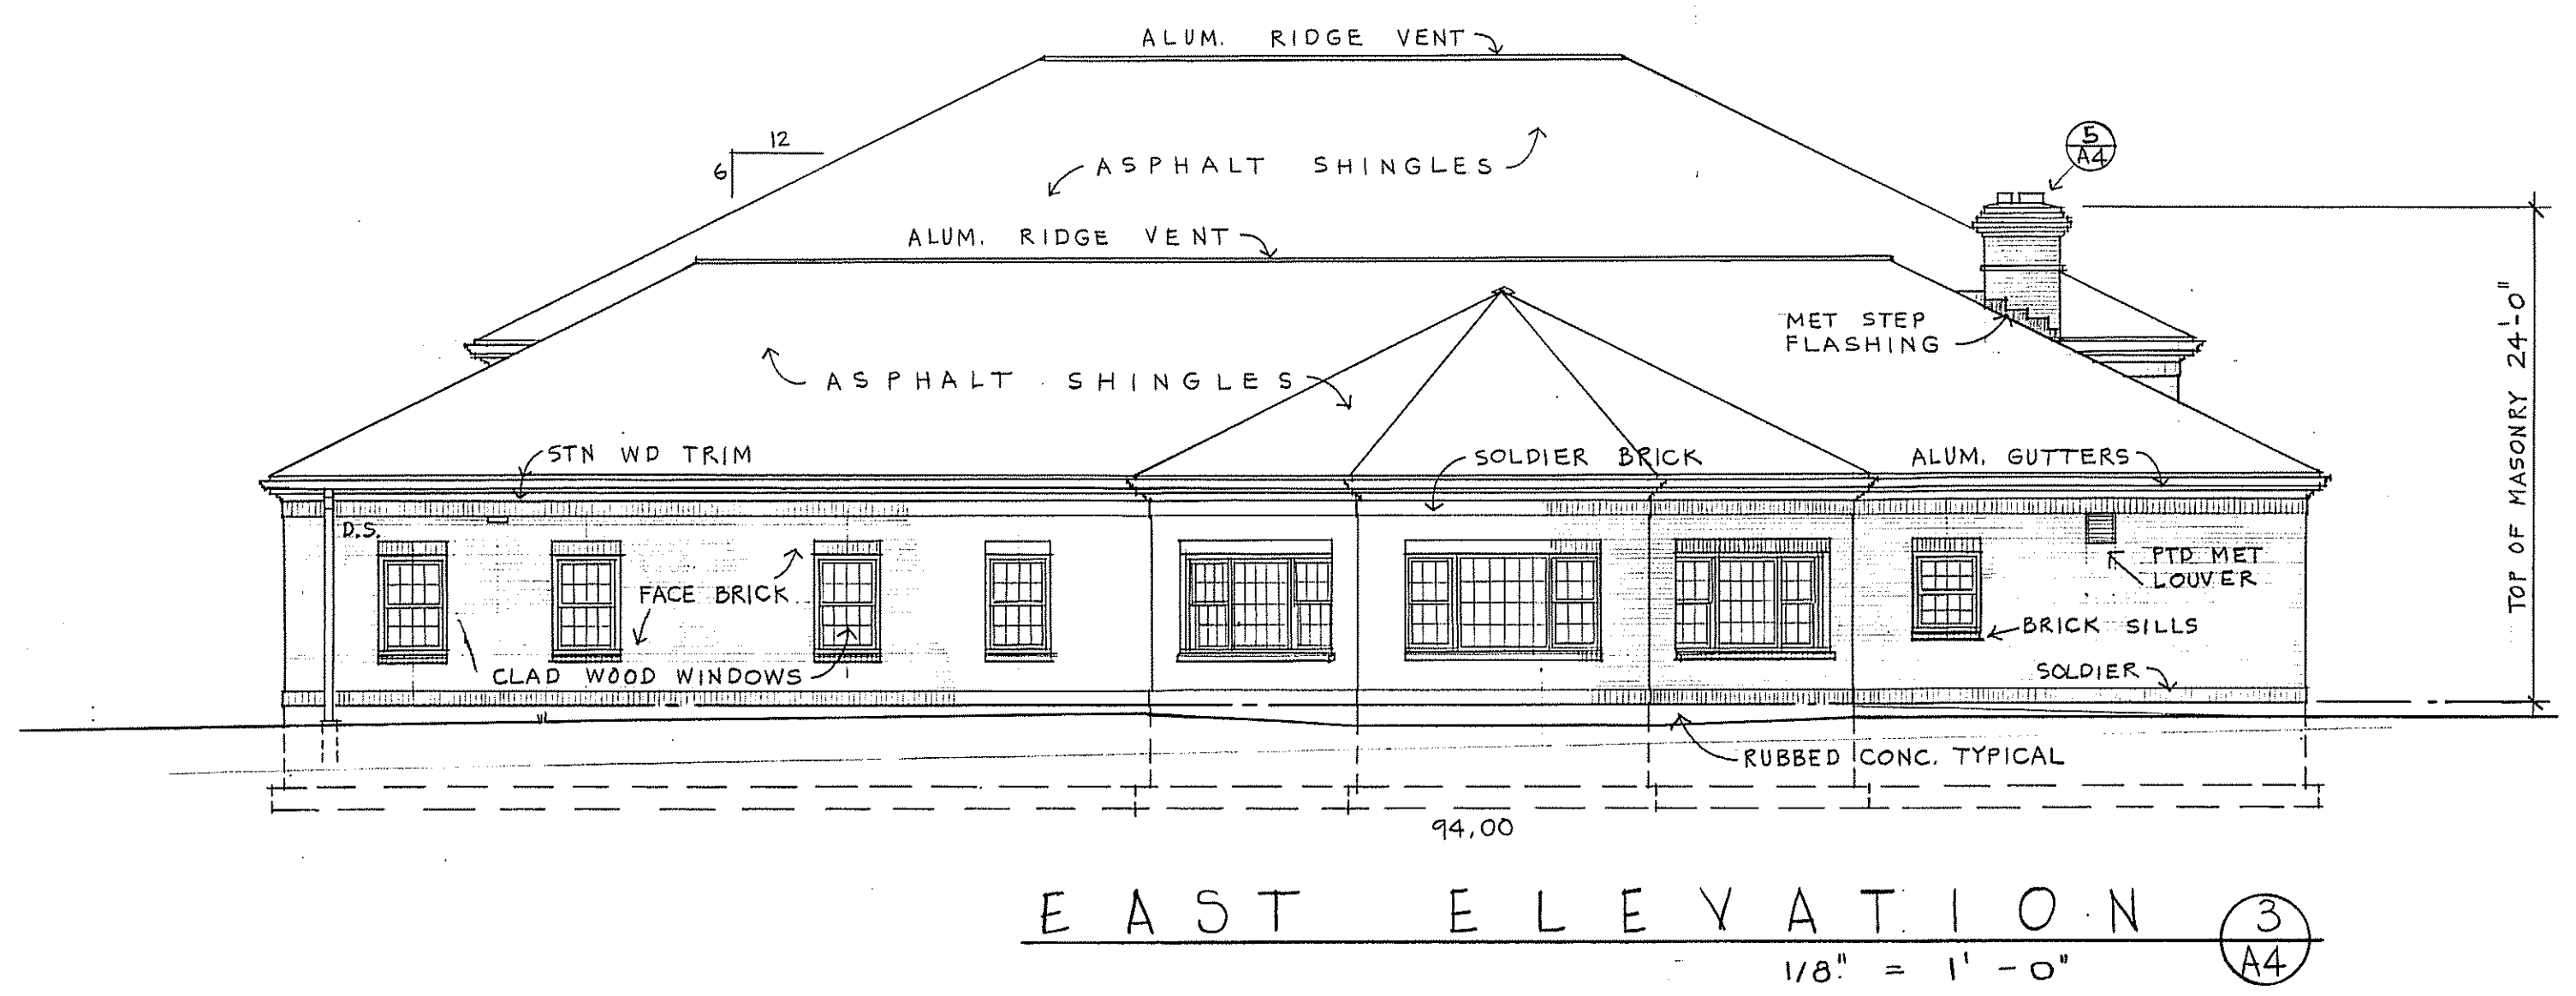 ALUM. RIDGE VENT
12
6
ASPHALT SHINGLES
5
A4
ALUM. RIDGE VENT
MET STEP
FLASHING
ASPHALT SHINGLES
STN WD TRIM
SOLDIER BRICK
ALUM. GUTTERS
TOP OF MASONRY 24'-0"
D.S.
FACE BRICK
PTD MET
LOUVER
BRICK SILLS
CLAD WOOD WINDOWS
SOLDIER
RUBBED CONC. TYPICAL
94,00
EAST ELEVATION
3
A4
1/8" = 1'-0"